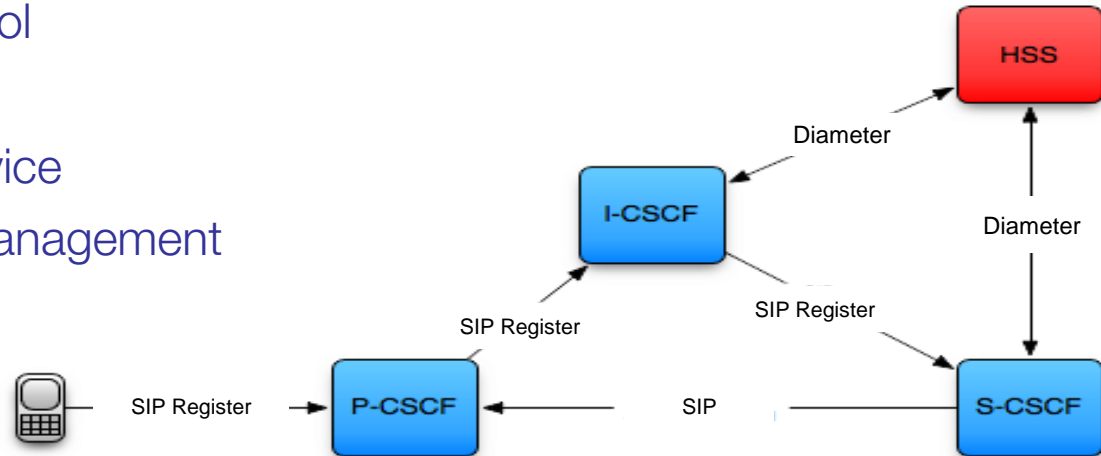 ol
vice
anagement
HSS
Diameter
I-CSCF
Diameter
SIP Register
SIP Register
SIP Register
P-CSCF
SIP
S-CSCF